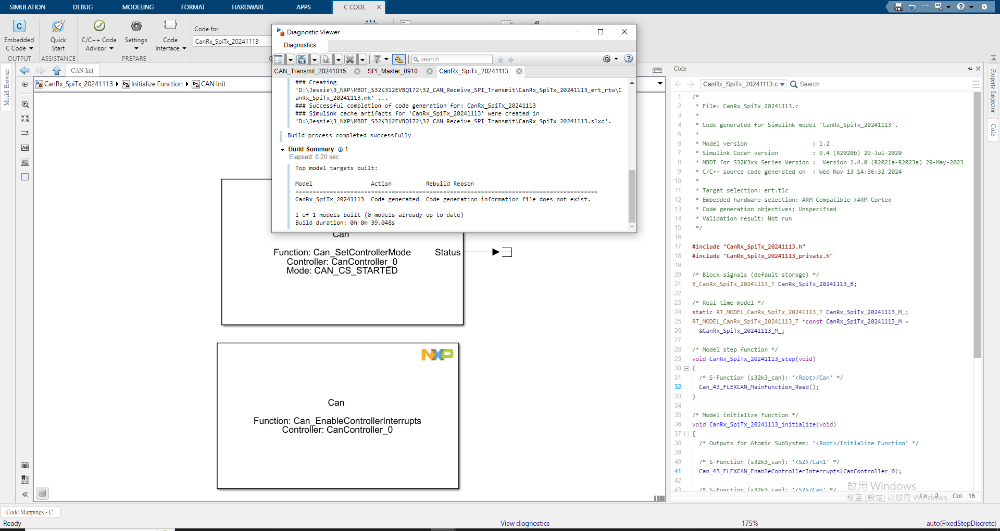 SIMULATION DEBUG MODELING FORMAT HARDWARE APPS C CODE
Embedded C Code
Quick Start
C/C++ Code Advisor
Settings
Code Interface
Code for
CanRx_SpiTx_20241113
OUTPUT ASSISTANCE PREPARE
Model Browser
CAN Init
CanRx_SpiTx_20241113 Initialize Function CAN Init
Diagnostic Viewer
Diagnostics
search
CAN_Transmit_20241015 SPI_Master_0910 CanRx_SpiTx_20241113
### Creating
'D:\Jessie\3_NXP\MBDT_S32K312EVBQ172\32_CAN_Receive_SPI_Transmit\CanRx_SpiTx_20241113_ert_rtw\C
anRx_SpiTx_20241113.mk' ...
### Successful completion of code generation for: CanRx_SpiTx_20241113
### Simulink cache artifacts for 'CanRx_SpiTx_20241113' were created in
'D:\Jessie\3_NXP\MBDT_S32K312EVBQ172\32_CAN_Receive_SPI_Transmit\CanRx_SpiTx_20241113.slxc'.
Build process completed successfully
Build Summary 1
Elapsed: 0.20 sec
Top model targets built:
Model Action Rebuild Reason
=======================================================================================
CanRx_SpiTx_20241113 Code generated Code generation information file does not exist.
1 of 1 models built (0 models already up to date)
Build duration: 0h 0m 39.048s
Can
Function: Can_SetControllerMode
Controller: CanController_0
Mode: CAN_CS_STARTED
Status
NXP
Can
Function: Can_EnableControllerInterrupts
Controller: CanController_0
Code
CanRx_SpiTx_20241113.c Search
1 /*
2 * File: CanRx_SpiTx_20241113.c
3 *
4 * Code generated for Simulink model 'CanRx_SpiTx_20241113'.
5 *
6 * Model version : 1.2
7 * Simulink Coder version : 9.4 (R2020b) 29-Jul-2020
8 * MBDT for S32K3xx Series Version : Version 1.4.0 (R2021a-R2023a) 29-May-2023
9 * C/C++ source code generated on : Wed Nov 13 14:36:32 2024
10 *
11 * Target selection: ert.tlc
12 * Embedded hardware selection: ARM Compatible->ARM Cortex
13 * Code generation objectives: Unspecified
14 * Validation result: Not run
15 */
16
17 #include "CanRx_SpiTx_20241113.h"
18 #include "CanRx_SpiTx_20241113_private.h"
19
20 /* Block signals (default storage) */
21 B_CanRx_SpiTx_20241113_T CanRx_SpiTx_20241113_B;
22
23 /* Real-time model */
24 static RT_MODEL_CanRx_SpiTx_20241113_T CanRx_SpiTx_20241113_M_;
25 RT_MODEL_CanRx_SpiTx_20241113_T *const CanRx_SpiTx_20241113_M =
26 &CanRx_SpiTx_20241113_M_;
27
28 /* Model step function */
29 void CanRx_SpiTx_20241113_step(void)
30 {
31 /* S-Function (s32k3_can): '<Root>/Can' */
32 Can_43_FLEXCAN_MainFunction_Read();
33 }
34
35 /* Model initialize function */
36 void CanRx_SpiTx_20241113_initialize(void)
37 {
38 /* Outputs for Atomic SubSystem: '<Root>/Initialize Function' */
39
40 /* S-Function (s32k3_can): '<S2>/Can1' */
41 Can_43_FLEXCAN_EnableControllerInterrupts(CanController_0);
42
43 /* S-Function (s32k3_can): '<S2>/Can' */
啟用 Windows
移至 [設定] 以啟用 Windows。
Ln 2 Col 16
Property Inspector
Code
Code Mappings - C
Ready View diagnostics 175% auto(FixedStepDiscrete)